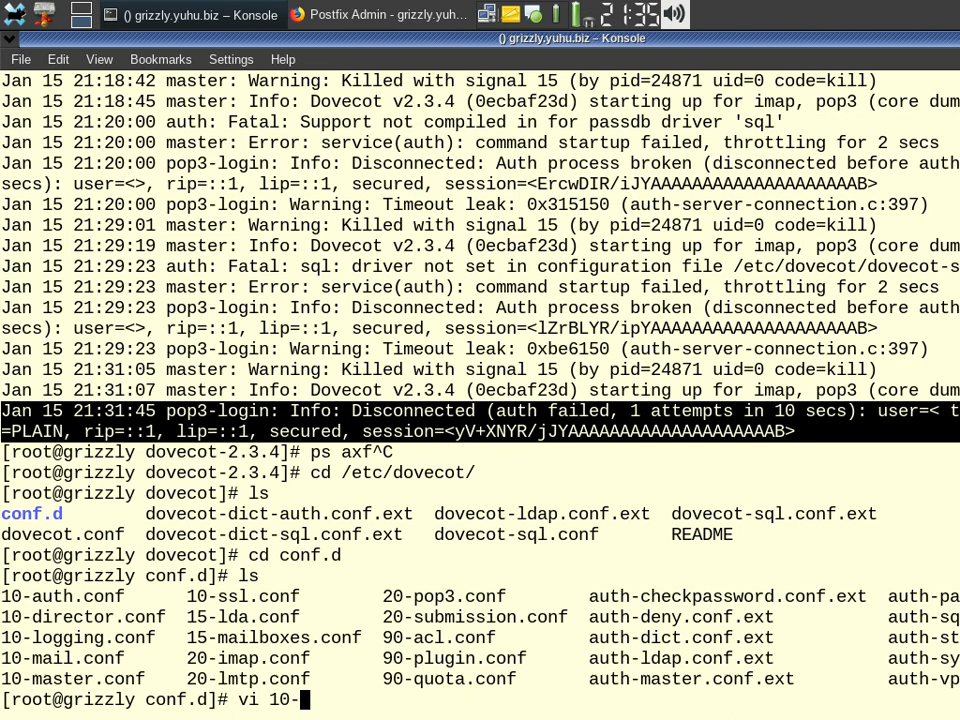 () grizzly.yuhu.biz – Konsole
Postfix Admin - grizzly.yuh...
21:35
() grizzly.yuhu.biz – Konsole
File Edit View Bookmarks Settings Help
Jan 15 21:18:42 master: Warning: Killed with signal 15 (by pid=24871 uid=0 code=kill)
Jan 15 21:18:45 master: Info: Dovecot v2.3.4 (0ecbaf23d) starting up for imap, pop3 (core dum
Jan 15 21:20:00 auth: Fatal: Support not compiled in for passdb driver 'sql'
Jan 15 21:20:00 master: Error: service(auth): command startup failed, throttling for 2 secs
Jan 15 21:20:00 pop3-login: Info: Disconnected: Auth process broken (disconnected before auth
secs): user=<>, rip=::1, lip=::1, secured, session=<ErcwDIR/iJYAAAAAAAAAAAAAAAAAAAAB>
Jan 15 21:20:00 pop3-login: Warning: Timeout leak: 0x315150 (auth-server-connection.c:397)
Jan 15 21:29:01 master: Warning: Killed with signal 15 (by pid=24871 uid=0 code=kill)
Jan 15 21:29:19 master: Info: Dovecot v2.3.4 (0ecbaf23d) starting up for imap, pop3 (core dum
Jan 15 21:29:23 auth: Fatal: sql: driver not set in configuration file /etc/dovecot/dovecot-s
Jan 15 21:29:23 master: Error: service(auth): command startup failed, throttling for 2 secs
Jan 15 21:29:23 pop3-login: Info: Disconnected: Auth process broken (disconnected before auth
secs): user=<>, rip=::1, lip=::1, secured, session=<lZrBLYR/ipYAAAAAAAAAAAAAAAAAAAAB>
Jan 15 21:29:23 pop3-login: Warning: Timeout leak: 0xbe6150 (auth-server-connection.c:397)
Jan 15 21:31:05 master: Warning: Killed with signal 15 (by pid=24871 uid=0 code=kill)
Jan 15 21:31:07 master: Info: Dovecot v2.3.4 (0ecbaf23d) starting up for imap, pop3 (core dum
Jan 15 21:31:45 pop3-login: Info: Disconnected (auth failed, 1 attempts in 10 secs): user=< t
=PLAIN, rip=::1, lip=::1, secured, session=<yV+XNYR/jJYAAAAAAAAAAAAAAAAAAAAB>
[root@grizzly dovecot-2.3.4]# ps axf^C
[root@grizzly dovecot-2.3.4]# cd /etc/dovecot/
[root@grizzly dovecot]# ls
conf.d dovecot-dict-auth.conf.ext dovecot-ldap.conf.ext dovecot-sql.conf.ext
dovecot.conf dovecot-dict-sql.conf.ext dovecot-sql.conf README
[root@grizzly dovecot]# cd conf.d
[root@grizzly conf.d]# ls
10-auth.conf 10-ssl.conf 20-pop3.conf auth-checkpassword.conf.ext auth-pa
10-director.conf 15-lda.conf 20-submission.conf auth-deny.conf.ext auth-sq
10-logging.conf 15-mailboxes.conf 90-acl.conf auth-dict.conf.ext auth-st
10-mail.conf 20-imap.conf 90-plugin.conf auth-ldap.conf.ext auth-sy
10-master.conf 20-lmtp.conf 90-quota.conf auth-master.conf.ext auth-vp
[root@grizzly conf.d]# vi 10-